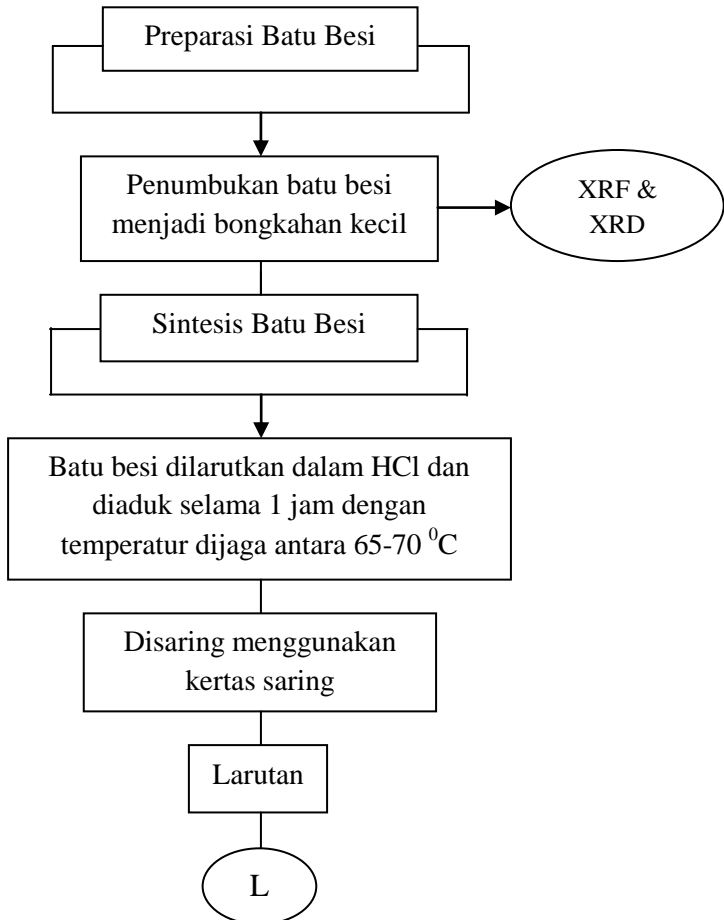 Preparasi Batu Besi
Penumbukan batu besi
menjadi bongkahan kecil
XRF &
XRD
Sintesis Batu Besi
Batu besi dilarutkan dalam HCl dan
diaduk selama 1 jam dengan
temperatur dijaga antara 65-70 ⁰C
Disaring menggunakan
kertas saring
Larutan
L